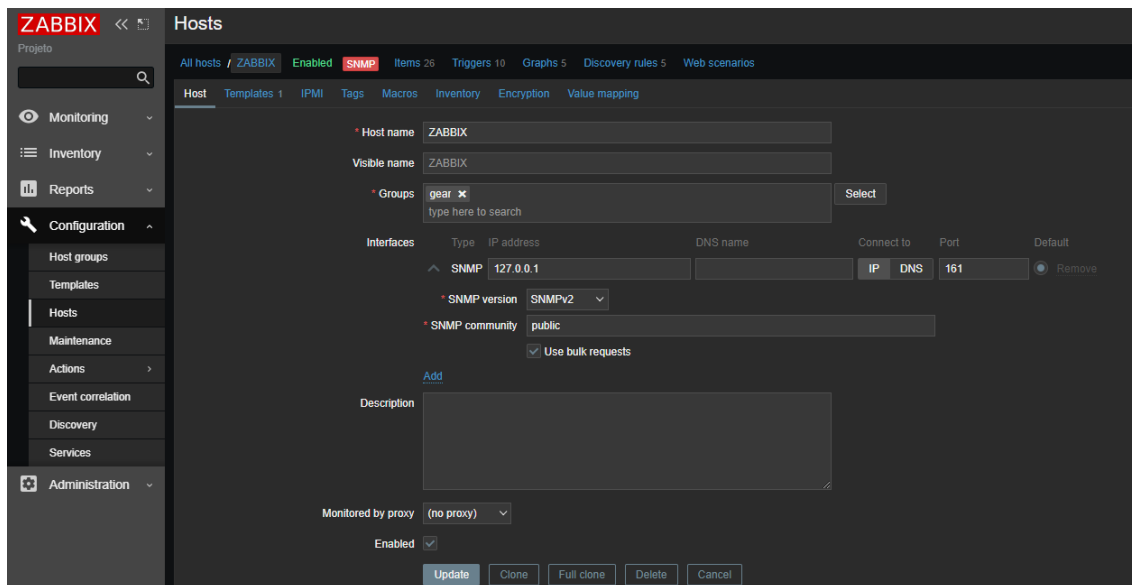 ZABBIX
Hosts
Projeto
All hosts / ZABBIX Enabled SNMP Items 26 Triggers 10 Graphs 5 Discovery rules 5 Web scenarios
Host Templates 1 IPMI Tags Macros Inventory Encryption Value mapping
Monitoring
Inventory
Reports
Configuration
Host groups
Templates
Hosts
Maintenance
Actions
Event correlation
Discovery
Services
Administration
* Host name ZABBIX
Visible name ZABBIX
* Groups gear Select
type here to search
Interfaces Type IP address DNS name Connect to Port Default
SNMP 127.0.0.1 IP DNS 161 Remove
* SNMP version SNMPv2
* SNMP community public
Use bulk requests
Add
Description
Monitored by proxy (no proxy)
Enabled
Update Clone Full clone Delete Cancel